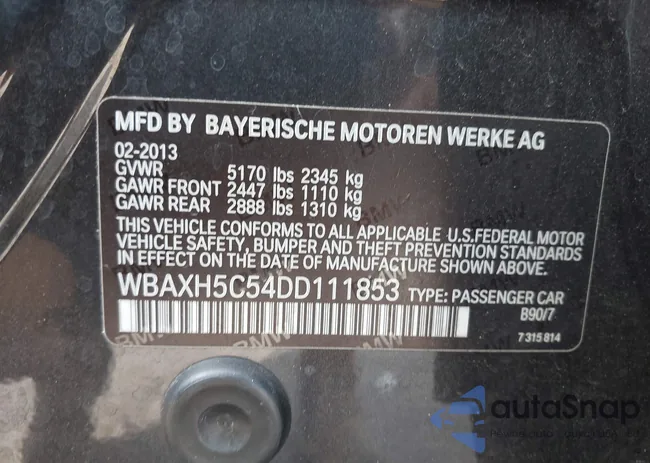 MFD BY BAYERISCHE MOTOREN WERKE AG
02-2013
GVWR 5170 lbs 2345 kg
GAWR FRONT 2447 lbs 1110 kg
GAWR REAR 2888 lbs 1310 kg
THIS VEHICLE CONFORMS TO ALL APPLICABLE U.S.FEDERAL MOTOR
VEHICLE SAFETY, BUMPER AND THEFT PREVENTION STANDARDS
IN EFFECT ON THE DATE OF MANUFACTURE SHOWN ABOVE.
WBAXH5C54DD111853 TYPE: PASSENGER CAR
B90/7
7 315 814
autoSnap